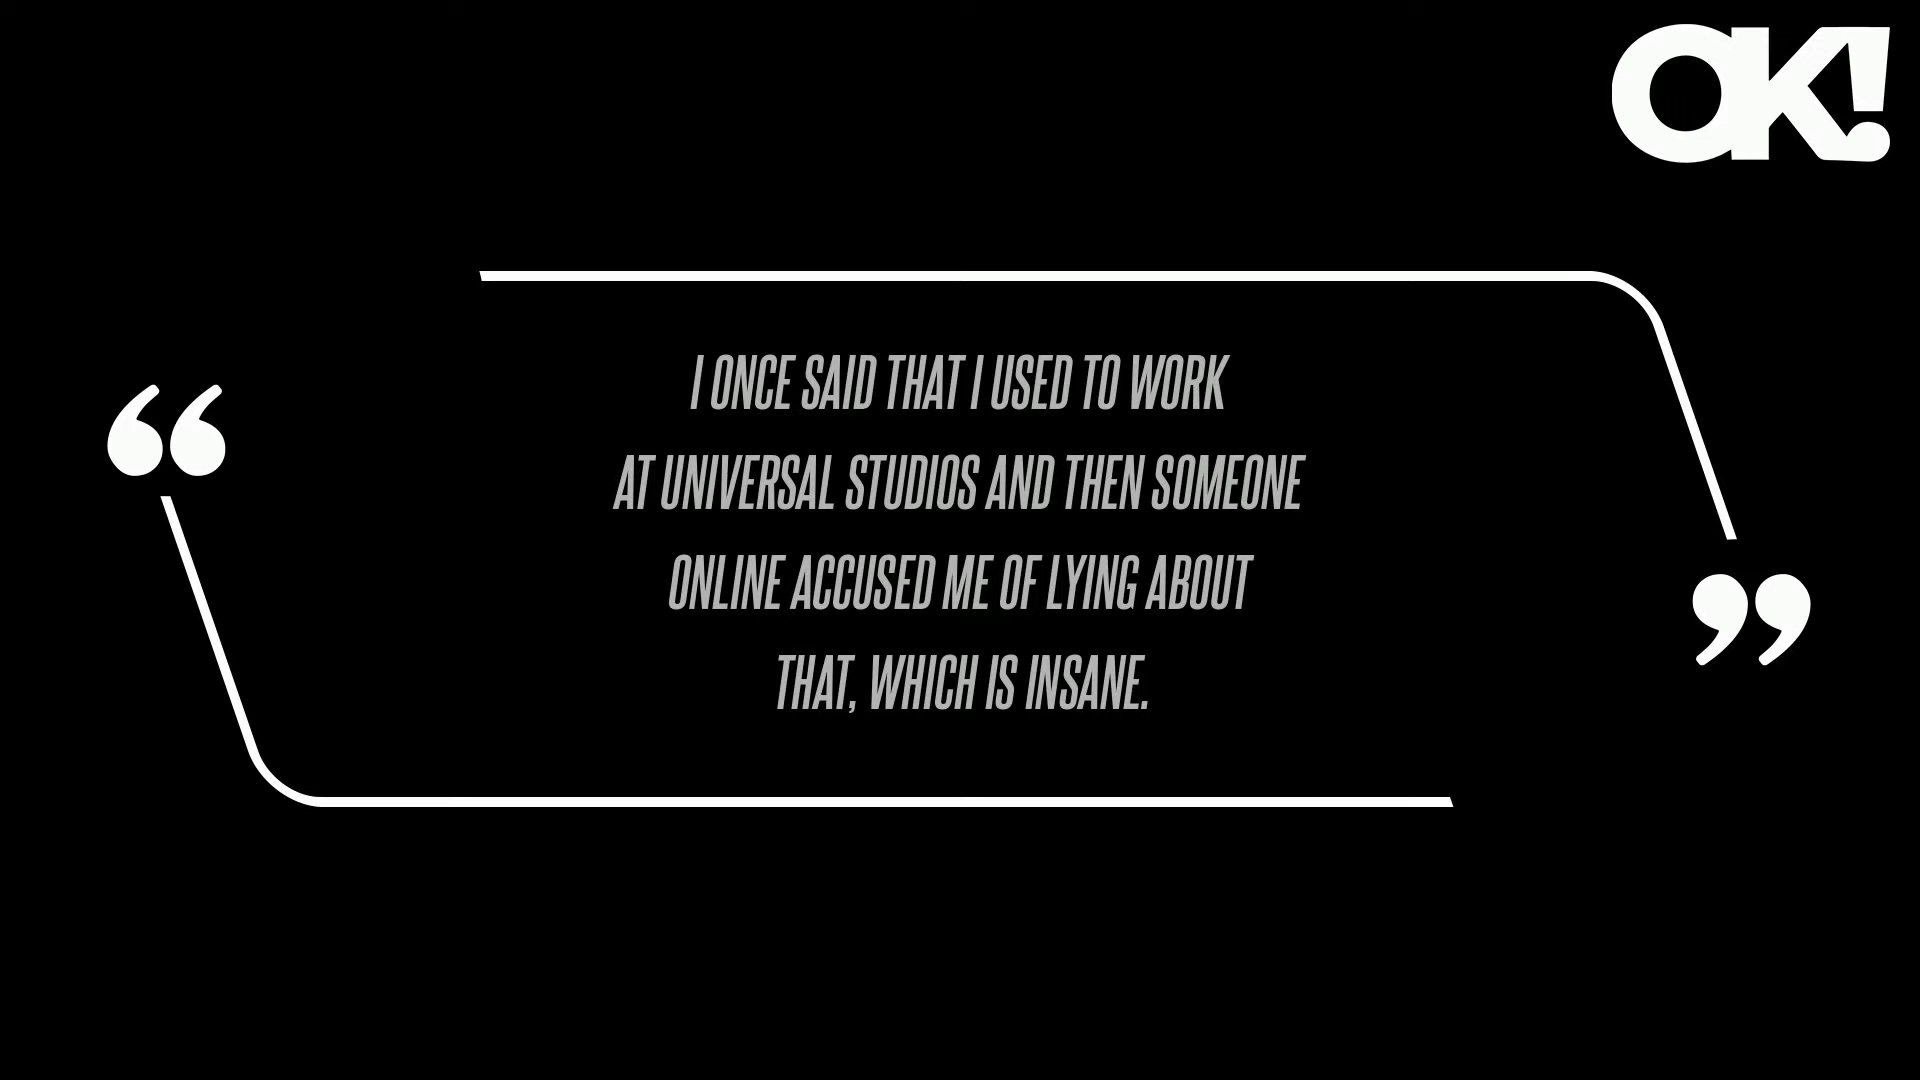 OK!
“
I ONCE SAID THAT I USED TO WORK
AT UNIVERSAL STUDIOS AND THEN SOMEONE
ONLINE ACCUSED ME OF LYING ABOUT
THAT, WHICH IS INSANE.
”